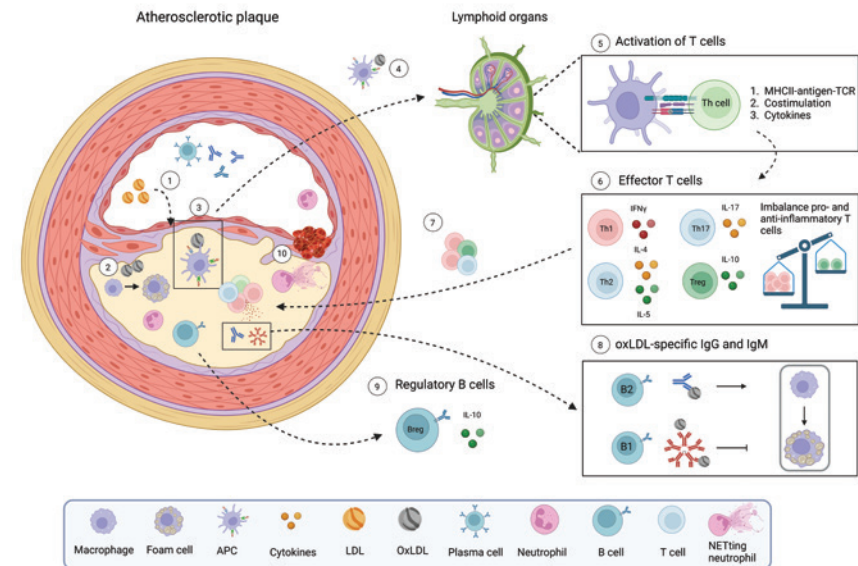 Atherosclerotic plaque
Lymphoid organs
4
5 Activation of T cells
Th cell
1. MHCII-antigen-TCR
2. Costimulation
3. Cytokines
1
3
2
10
7
6 Effector T cells
IFNγ
IL-17
Th1
Th17
IL-4
IL-10
Th2
Treg
IL-5
Imbalance pro- and
anti-inflammatory T
cells
8 oxLDL-specific IgG and IgM
B2
B1
9 Regulatory B cells
Breg
IL-10
Macrophage
Foam cell
APC
Cytokines
LDL
OxLDL
Plasma cell
Neutrophil
B cell
T cell
NETting
neutrophil